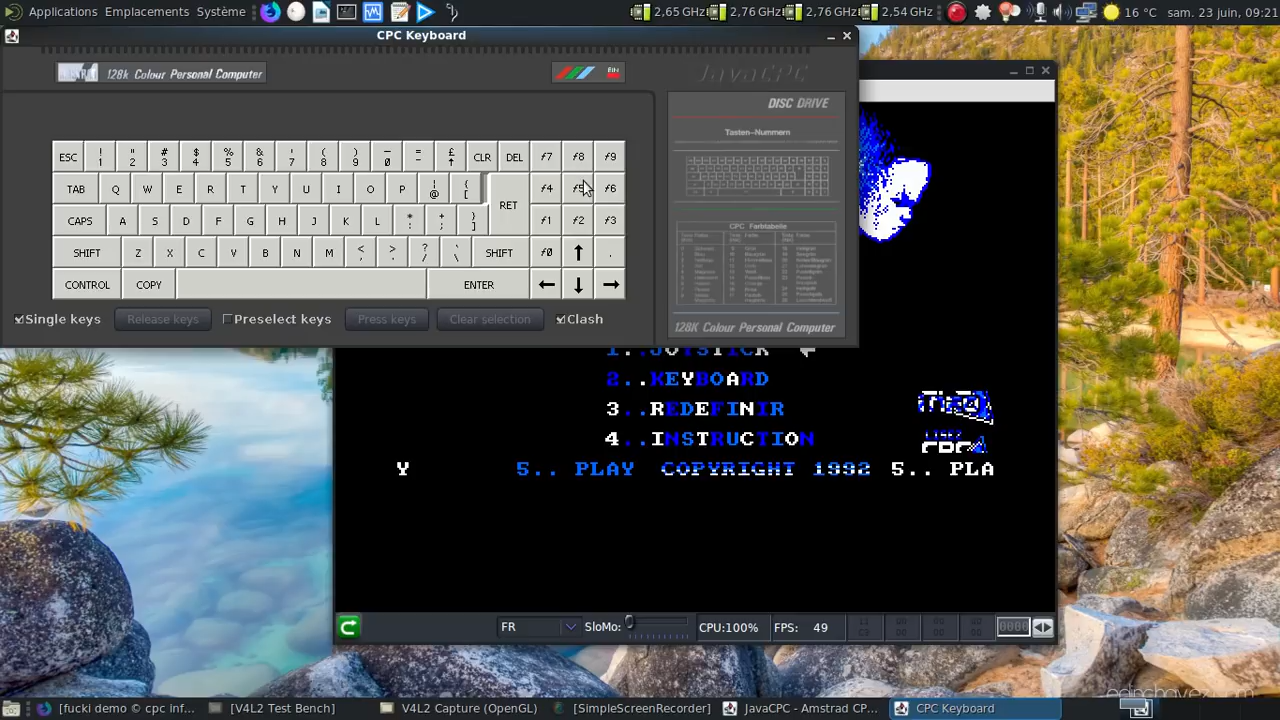 Applications Emplacements Système 2,65 GHz 2,76 GHz 2,76 GHz 2,54 GHz 16 °C sam. 23 juin, 09:21
CPC Keyboard
128k Colour Personal Computer
JavaCPC
DISC DRIVE
Tasten-Nummern
ESC ! 1 " 2 # 3 $ 4 % 5 & 6 ' 7 ( 8 ) 9 _ 0 = - £ ↑ CLR DEL f7 f8 f9
TAB Q W E R T Y U I O P | @ { [ RET f4 f5 f6
CAPS A S D F G H J K L * : + ; } ] f1 f2 f3
SHIFT Z X C V B N M < , > . ? / \ SHIFT f0 ↑ .
CONTROL COPY ENTER ← ↓ →
CPC Farbtabelle
Single keys Release keys Preselect keys Press keys Clear selection Clash
128K Colour Personal Computer
1..JOYSTICK
2..KEYBOARD
3..REDEFINIR
4..INSTRUCTION
Y 5.. PLAY COPYRIGHT 1992 5.. PLA
FR SloMo: CPU:100% FPS: 49 0000
[fucki demo © cpc inf... [V4L2 Test Bench] V4L Capture (OpenGL) [SimpleScreenRecorder] JavaCPC - Amstrad CP... CPC Keyboard